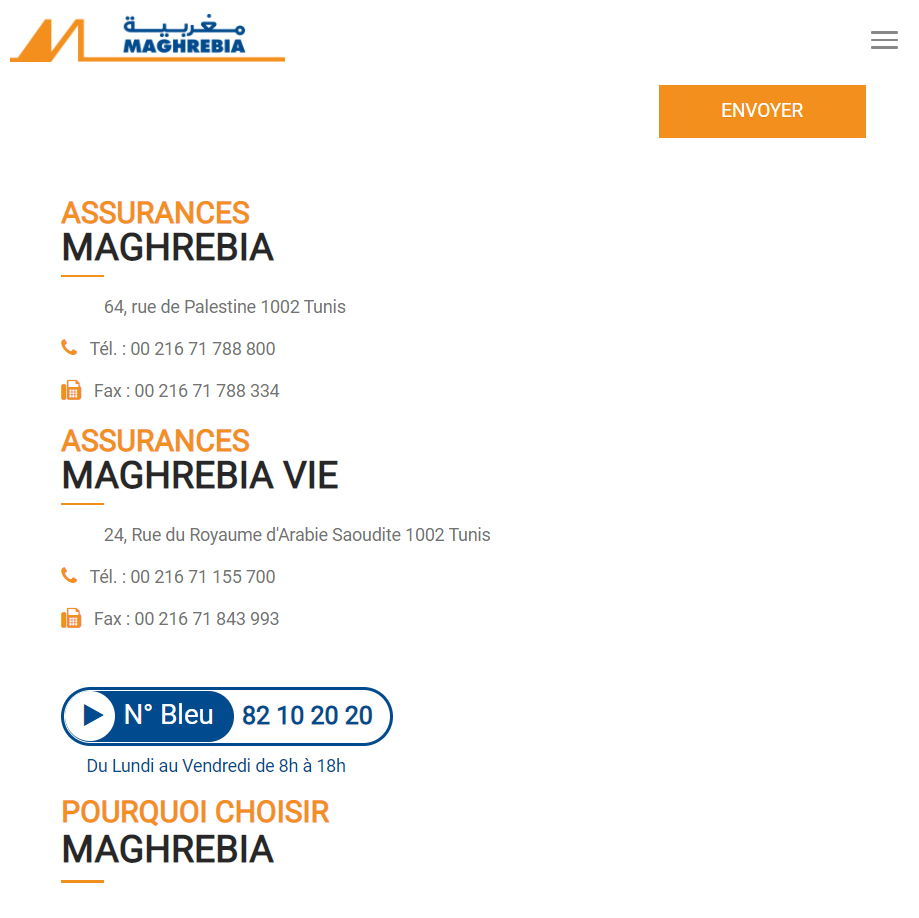 مغربية
MAGHREBIA
ENVOYER
ASSURANCES
MAGHREBIA
64, rue de Palestine 1002 Tunis
Tél. : 00 216 71 788 800
Fax : 00 216 71 788 334
ASSURANCES
MAGHREBIA VIE
24, Rue du Royaume d'Arabie Saoudite 1002 Tunis
Tél. : 00 216 71 155 700
Fax : 00 216 71 843 993
N° Bleu 82 10 20 20
Du Lundi au Vendredi de 8h à 18h
POURQUOI CHOISIR
MAGHREBIA